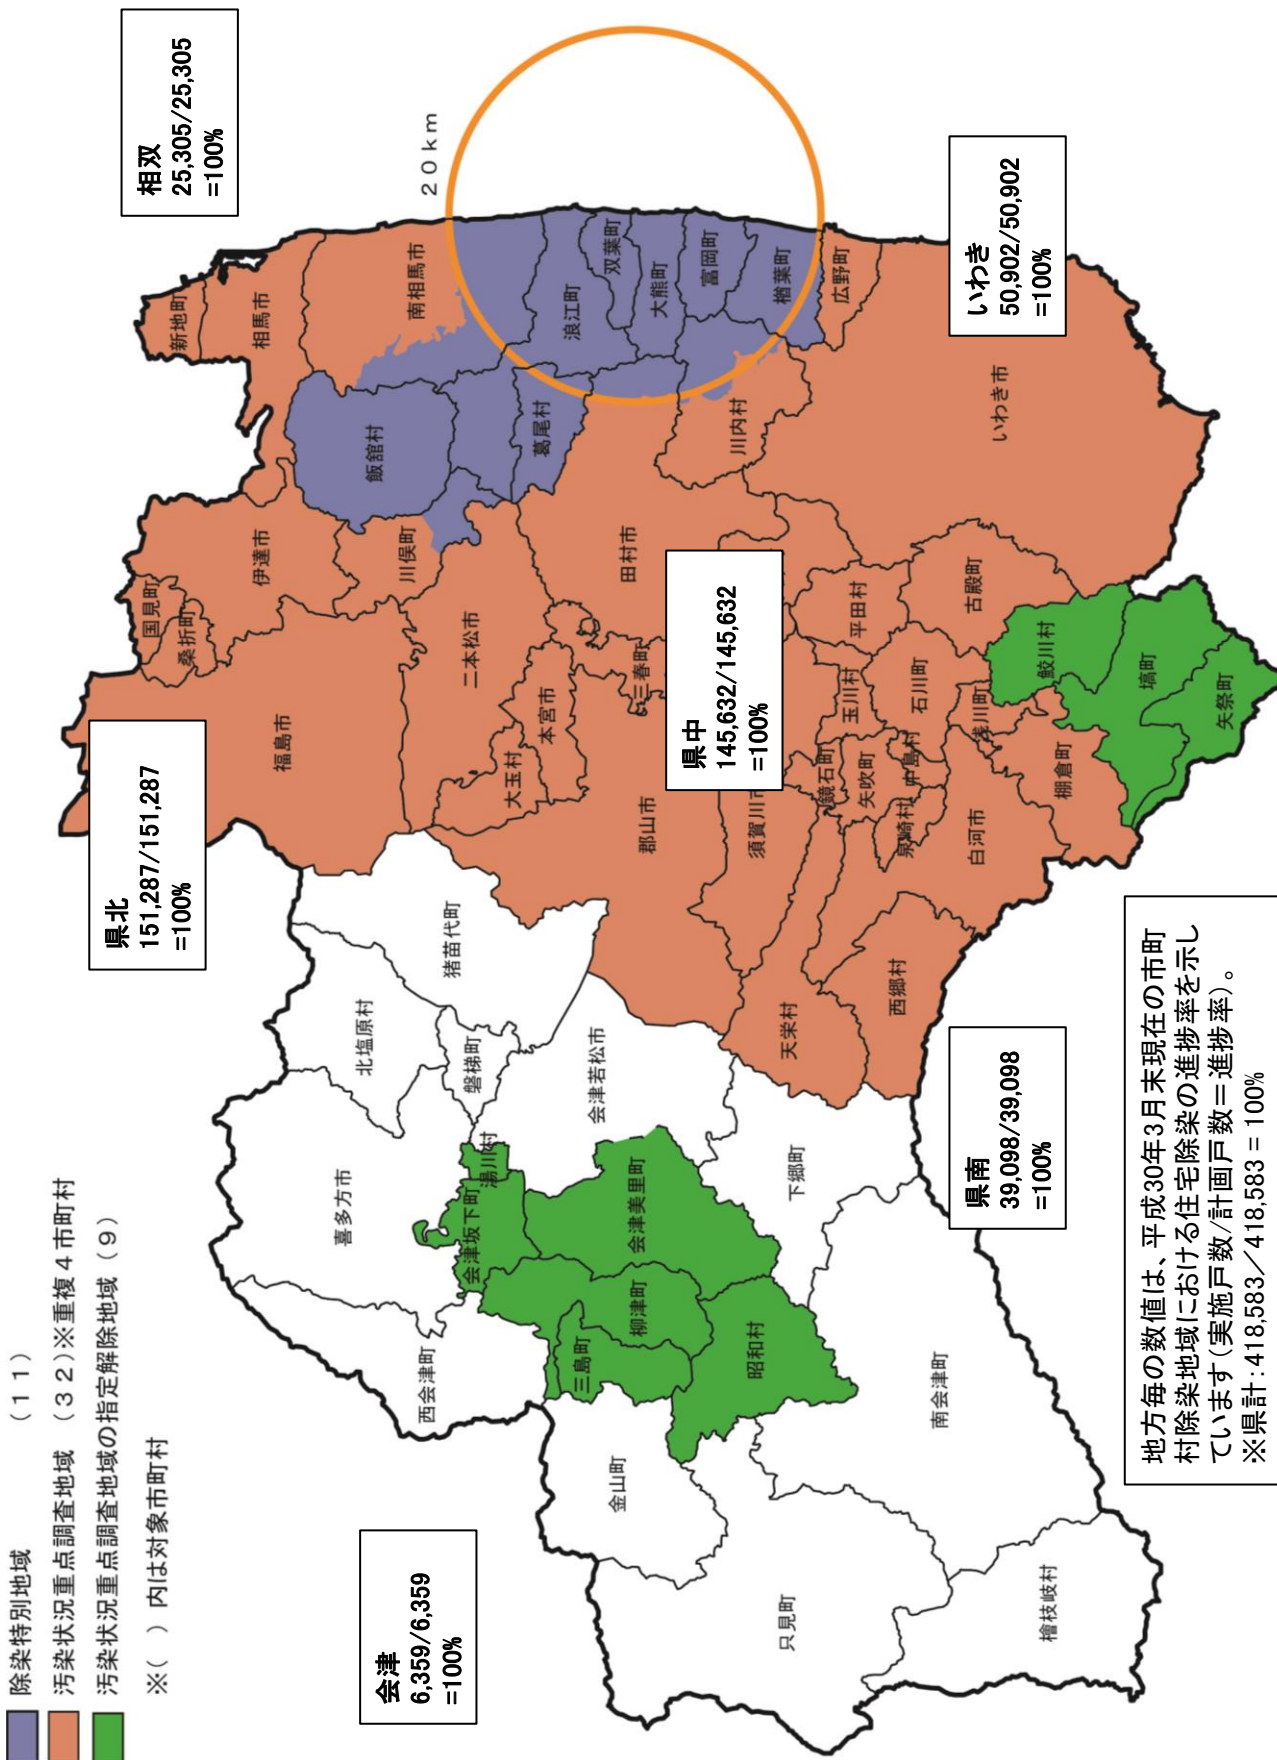 除染特別地域 (11)
汚染状況重点調査地域 (32)※重複4市町村
汚染状況重点調査地域の指定解除地域 (9)
※( )内は対象市町村
相双
25,305/25,305
=100%
県北
151,287/151,287
=100%
会津
6,359/6,359
=100%
県中
145,632/145,632
=100%
いわき
50,902/50,902
=100%
県南
39,098/39,098
=100%
20km
新地町
相馬市
南相馬市
国見町
桑折町
伊達市
飯舘村
福島市
川俣町
浪江町
双葉町
大熊町
富岡町
楢葉町
広野町
葛尾村
川内村
二本松市
大玉村
本宮市
三春町
田村市
郡山市
いわき市
北塩原村
猪苗代町
磐梯町
喜多方市
西会津町
会津坂下町
湯川村
会津若松市
会津美里町
柳津町
三島町
金山町
昭和村
只見町
下郷町
南会津町
檜枝岐村
須賀川市
鏡石町
天栄村
玉川村
平田村
石川町
古殿町
浅川町
矢吹町
中島村
泉崎村
白河市
西郷村
棚倉町
鮫川村
塙町
矢祭町
地方毎の数値は、平成30年3月末現在の市町
村除染地域における住宅除染の進捗率を示し
ています(実施戸数/計画戸数=進捗率)。
※県計:418,583/418,583 = 100%